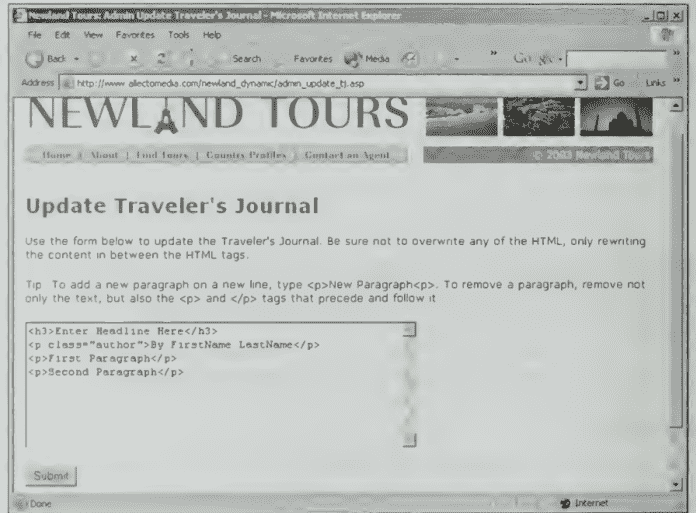 Newland Tours: Admin Update Traveler's Journal - Microsoft Internet Explorer
File Edit View Favorites Tools Help
Back Search Favorites Media Google
Address http://www.allectomedia.com/newland_dynamic/admin_update_tj.asp Go Links
NEWLAND TOURS
Home | About | Find Tours | Country Profiles | Contact an Agent © 2003 Newland Tours
Update Traveler's Journal
Use the form below to update the Traveler's Journal. Be sure not to overwrite any of the HTML, only rewriting
the content in between the HTML tags.
Tip To add a new paragraph on a new line, type <p>New Paragraph<p>. To remove a paragraph, remove not
only the text, but also the <p> and </p> tags that precede and follow it
<h3>Enter Headline Here</h3>
<p class="author">By FirstName LastName</p>
<p>First Paragraph</p>
<p>Second Paragraph</p>
Submit
Done Internet